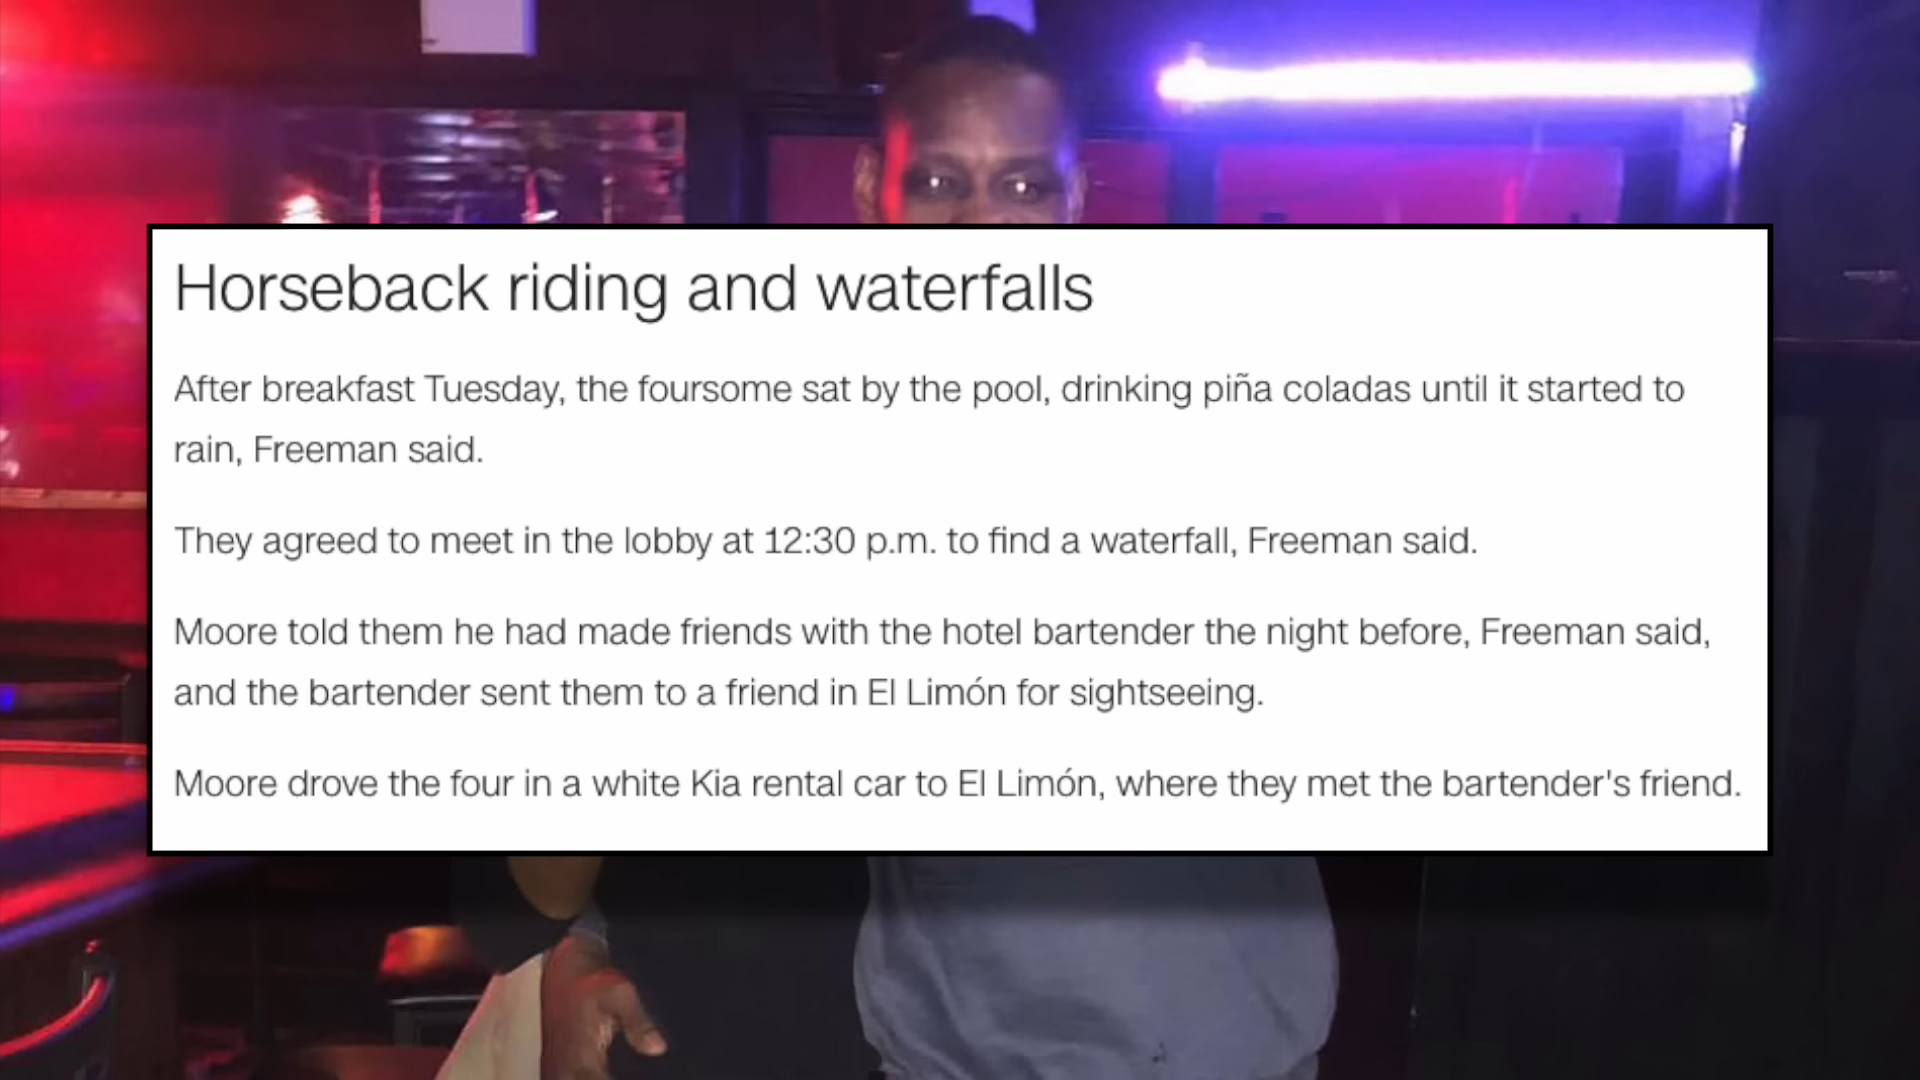 Horseback riding and waterfalls
After breakfast Tuesday, the foursome sat by the pool, drinking piña coladas until it started to
rain, Freeman said.
They agreed to meet in the lobby at 12:30 p.m. to find a waterfall, Freeman said.
Moore told them he had made friends with the hotel bartender the night before, Freeman said,
and the bartender sent them to a friend in El Limón for sightseeing.
Moore drove the four in a white Kia rental car to El Limón, where they met the bartender's friend.